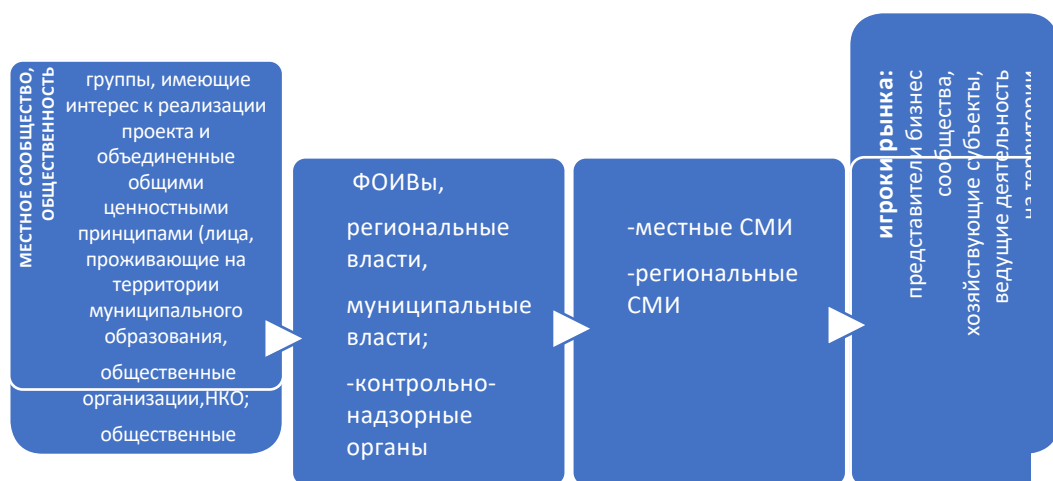 МЕСТНОЕ СООБЩЕСТВО,
ОБЩЕСТВЕННОСТЬ
группы, имеющие
интерес к реализации
проекта и
объединенные
общими
ценностными
принципами (лица,
проживающие на
территории
муниципального
образования,
общественные
организации,НКО;
общественные
ФОИВы,
региональные
власти,
муниципальные
власти;
-контрольно-
надзорные
органы
-местные СМИ
-региональные
СМИ
игроки рынка:
представители бизнес
сообщества,
хозяйствующие субъекты,
ведущие деятельность
на территории